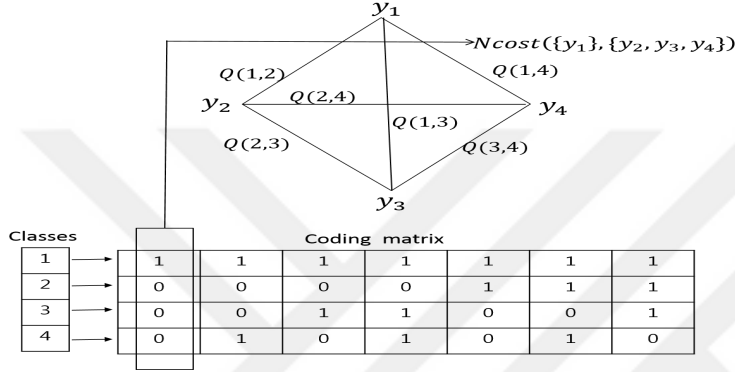 y₁
Ncost({y₁}, {y₂, y₃, y₄})
Q(1,2)
Q(1,4)
y₂
Q(2,4)
y₄
Q(1,3)
Q(2,3)
Q(3,4)
y₃
Classes
Coding matrix
1 1 1 1 1 1 1 1
2 0 0 0 0 1 1 1
3 0 0 1 1 0 0 1
4 0 1 0 1 0 1 0